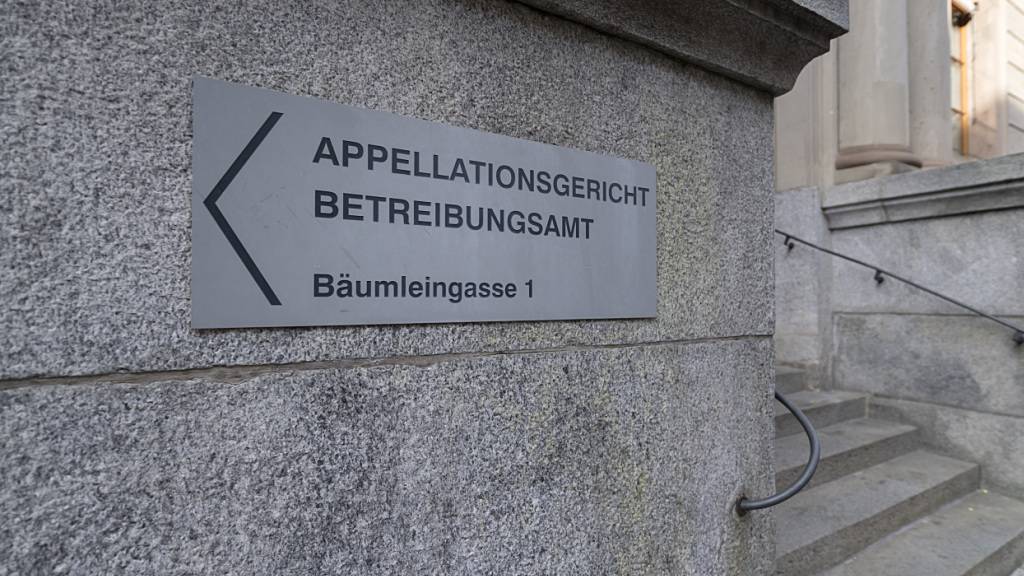 APPELLATIONSGERICHT
BETREIBUNGSAMT
Bäumleingasse 1